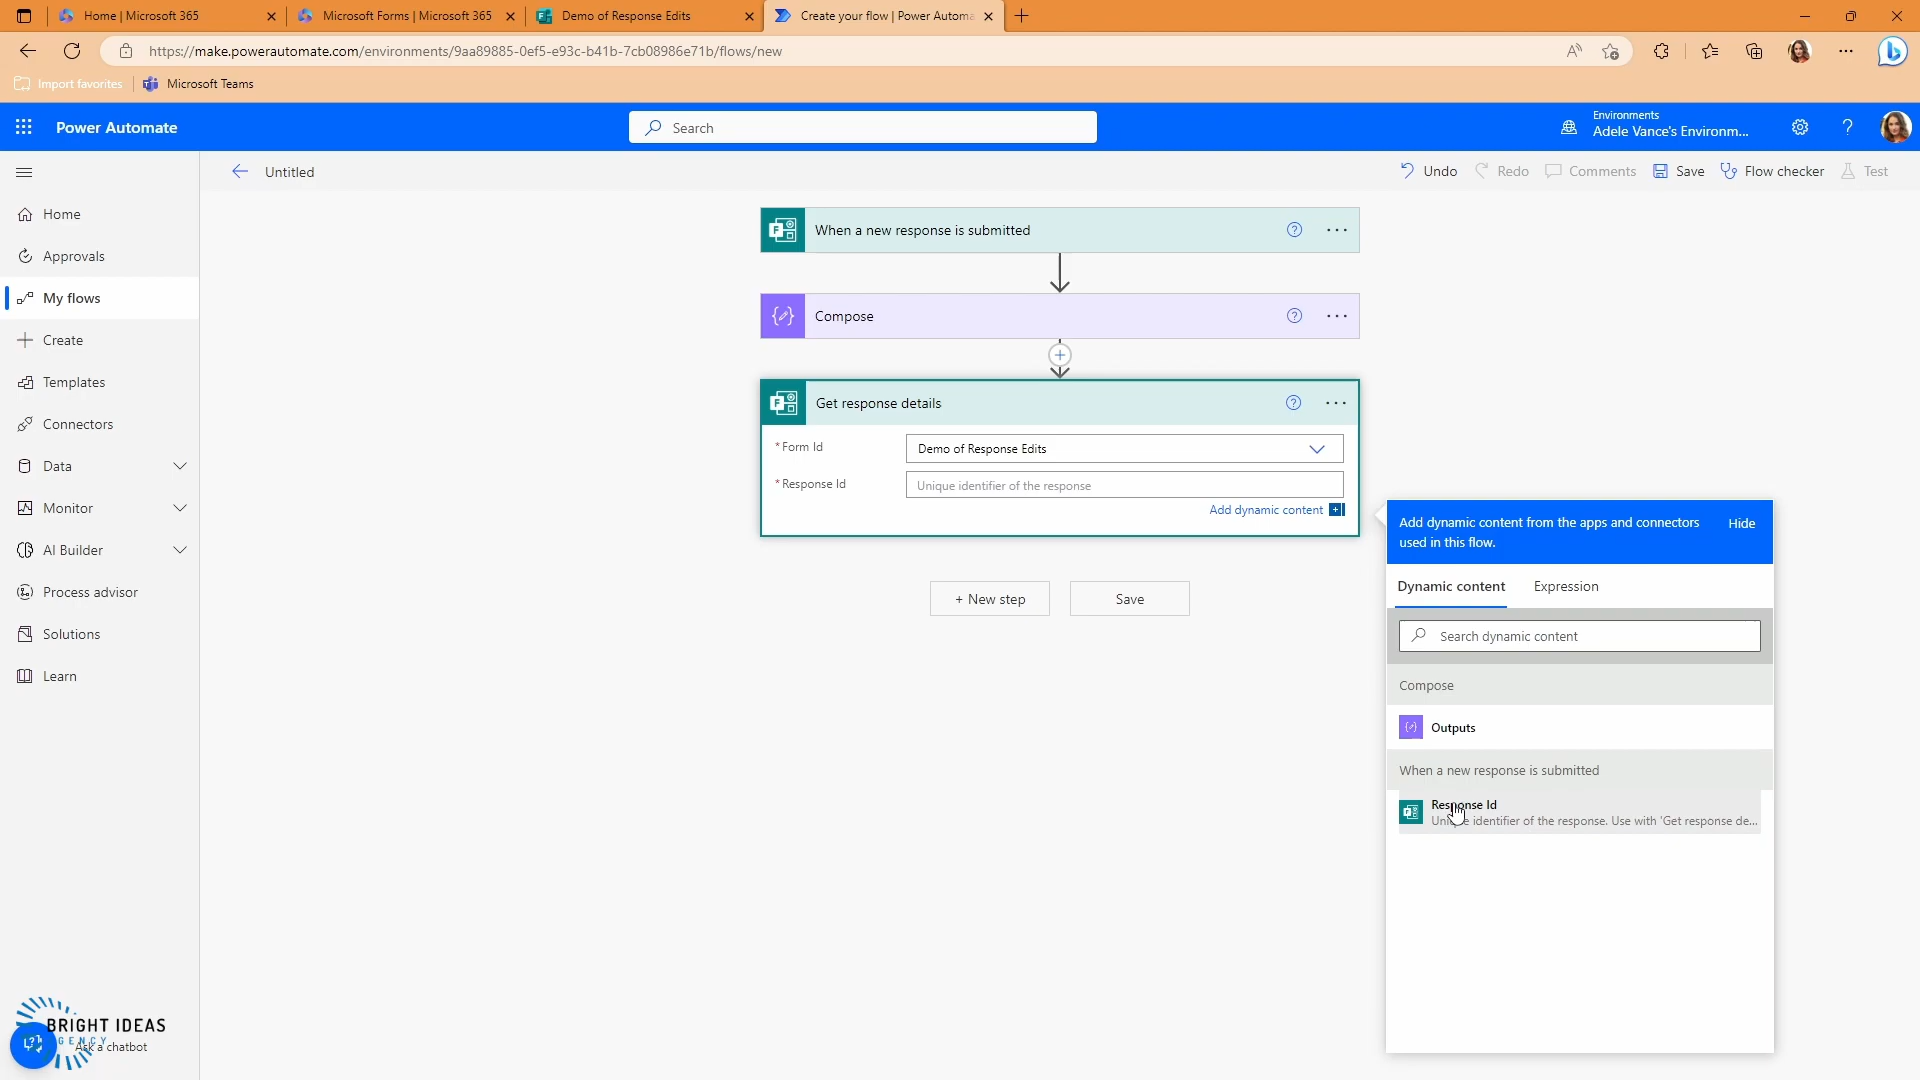 Home | Microsoft 365
Microsoft Forms | Microsoft 365
Demo of Response Edits
Create your flow | Power Automa
https://make.powerautomate.com/environments/9aa89885-0ef5-e93c-b41b-7cb08986e71b/flows/new
Import favorites
Microsoft Teams
Power Automate
Search
Environments
Adele Vance's Environm...
Untitled
Undo
Redo
Comments
Save
Flow checker
Test
Home
Approvals
My flows
Create
Templates
Connectors
Data
Monitor
AI Builder
Process advisor
Solutions
Learn
When a new response is submitted
Compose
Get response details
* Form Id
Demo of Response Edits
* Response Id
Unique identifier of the response
Add dynamic content
+ New step
Save
Add dynamic content from the apps and connectors
used in this flow.
Hide
Dynamic content
Expression
Search dynamic content
Compose
Outputs
When a new response is submitted
Response Id
Unique identifier of the response. Use with 'Get response de...
BRIGHT IDEAS
Ask a chatbot